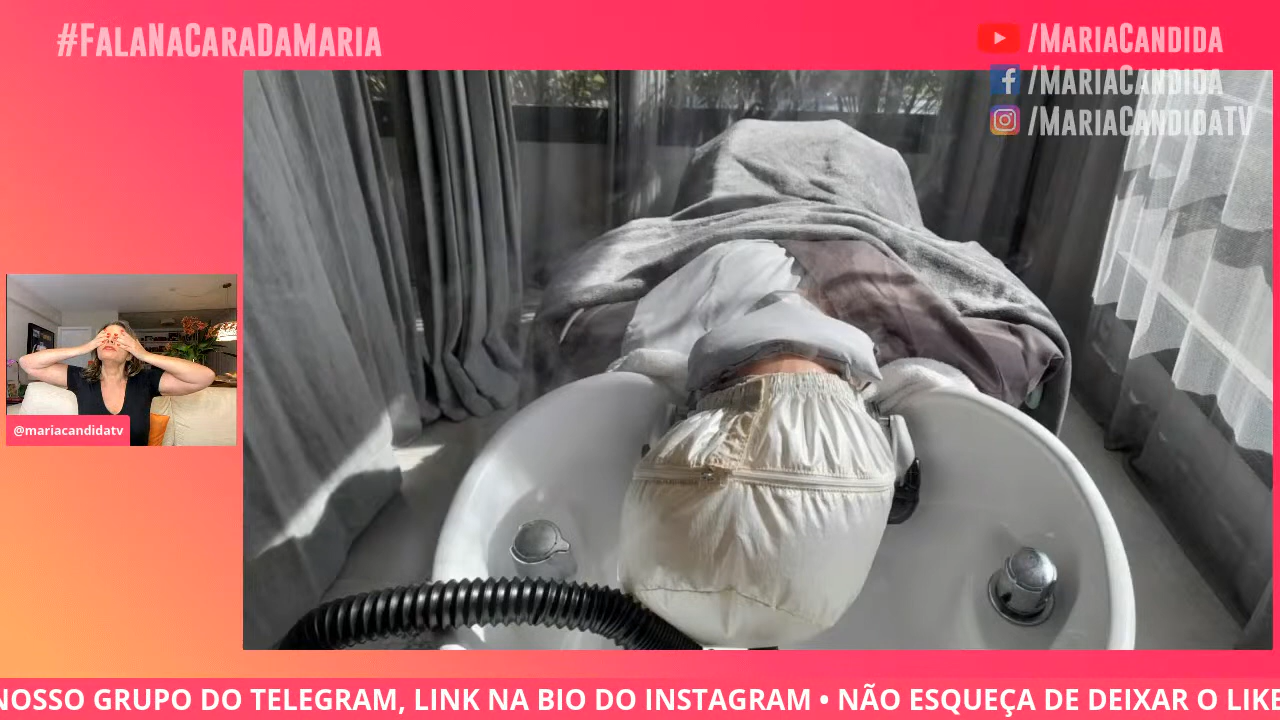 #FalaNaCaraDaMaria
/MariaCandida
/MariaCandida
/MariaCandidaTV
@mariacandidatv
NOSSO GRUPO DO TELEGRAM, LINK NA BIO DO INSTAGRAM • NÃO ESQUEÇA DE DEIXAR O LIKE